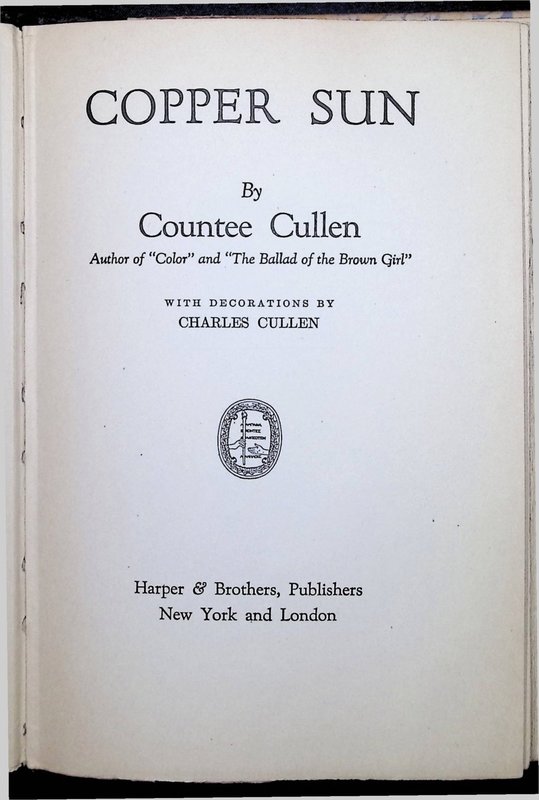 COPPER SUN
By
Countee Cullen
Author of "Color" and "The Ballad of the Brown Girl"
WITH DECORATIONS BY
CHARLES CULLEN
Harper & Brothers, Publishers
New York and London